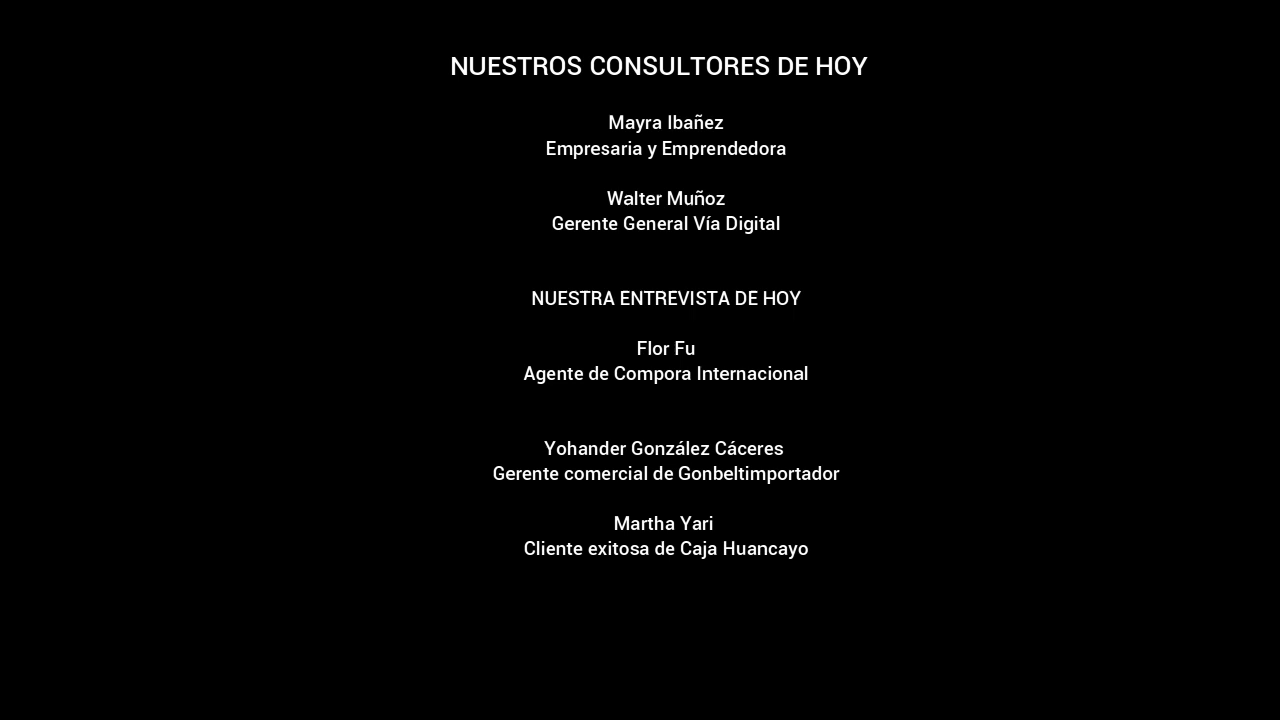 NUESTROS CONSULTORES DE HOY
Mayra Ibañez
Empresaria y Emprendedora
Walter Muñoz
Gerente General Vía Digital
NUESTRA ENTREVISTA DE HOY
Flor Fu
Agente de Compora Internacional
Yohander González Cáceres
Gerente comercial de Gonbeltimportador
Martha Yari
Cliente exitosa de Caja Huancayo